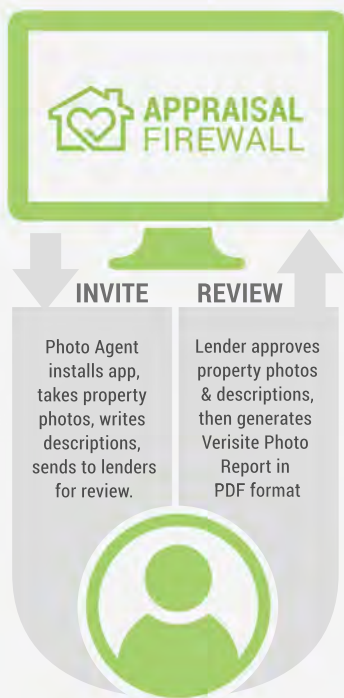 APPRAISAL
FIREWALL
INVITE
Photo Agent
installs app,
takes property
photos, writes
descriptions,
sends to lenders
for review.
REVIEW
Lender approves
property photos
& descriptions,
then generates
Verisite Photo
Report in
PDF format